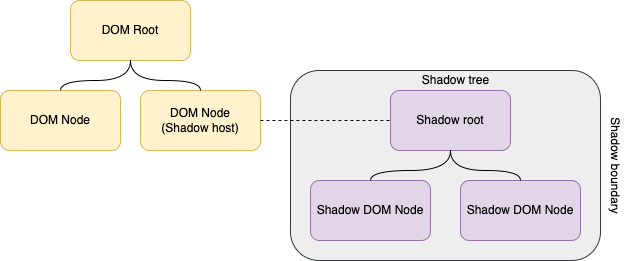 DOM Root
DOM Node
DOM Node
(Shadow host)
Shadow tree
Shadow root
Shadow DOM Node
Shadow DOM Node
Shadow boundary